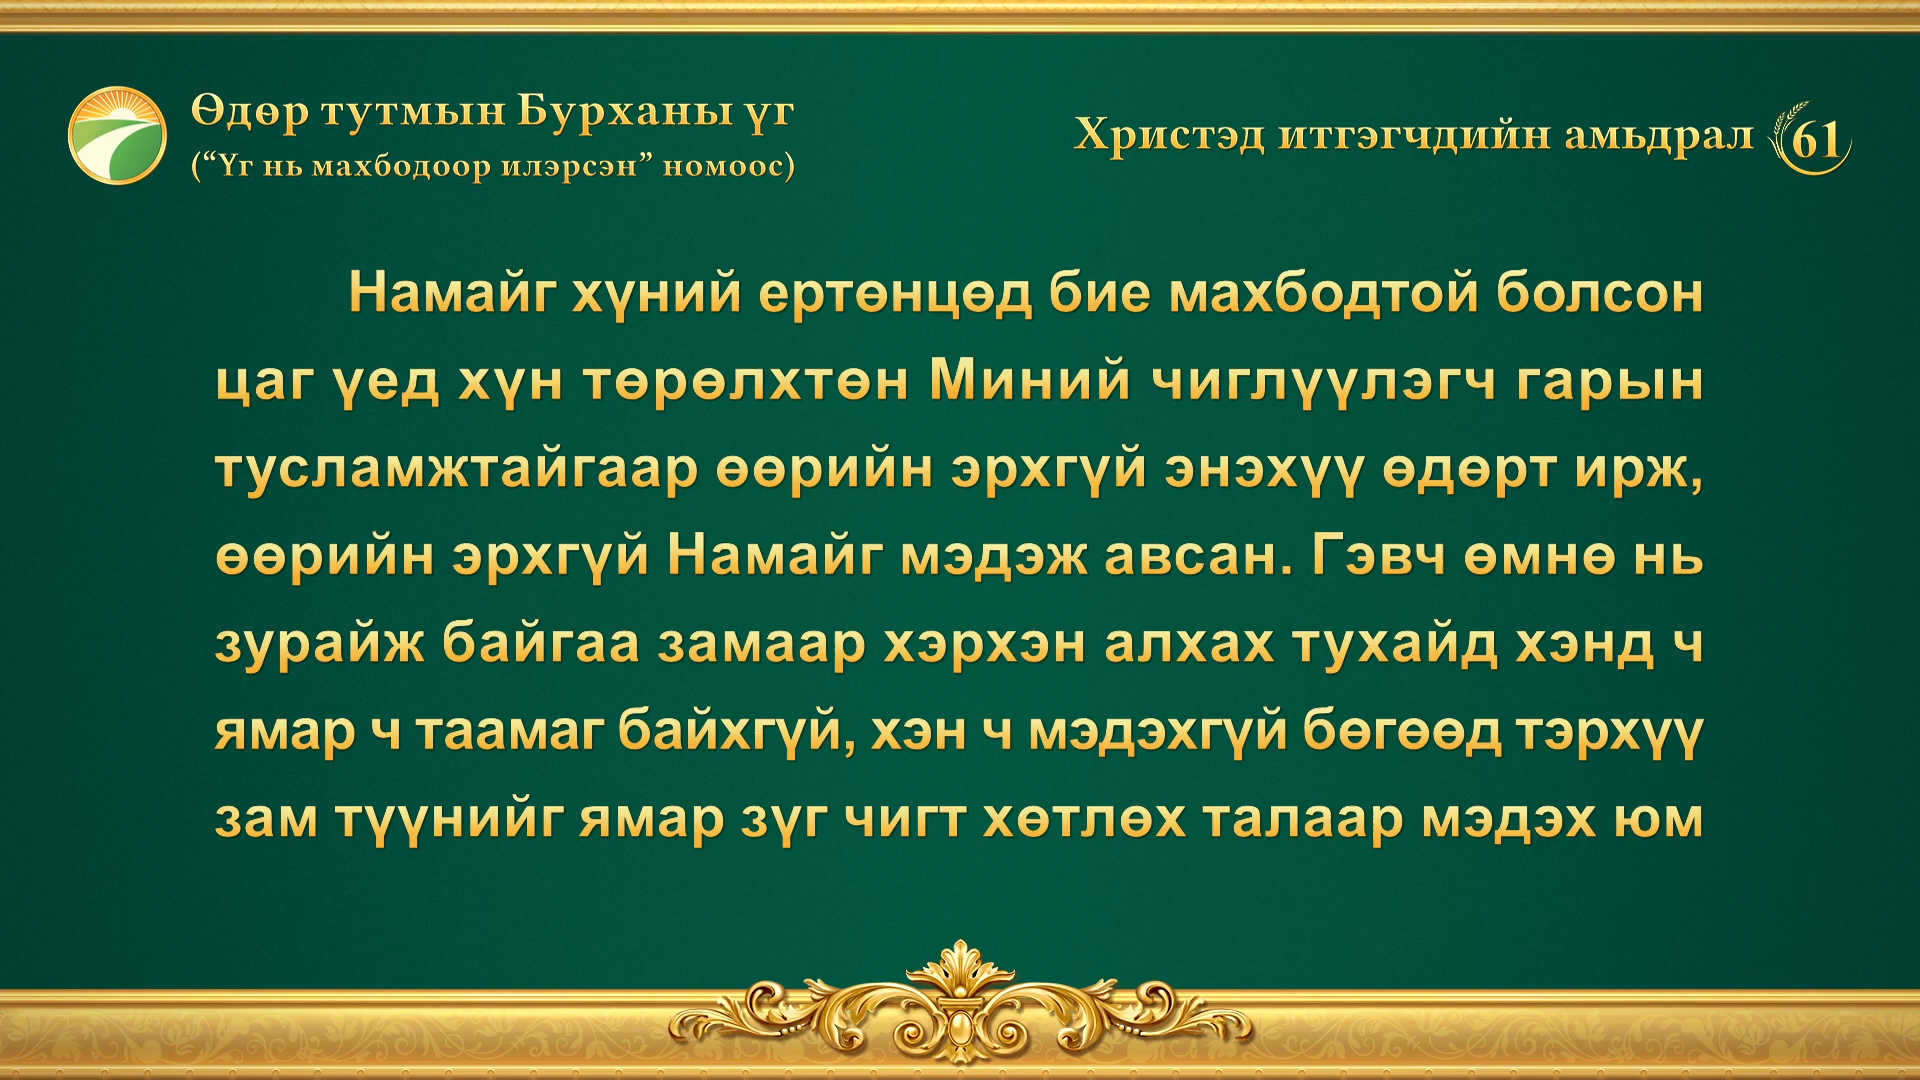 Өдөр тутмын Бурханы үг
(“Үг нь махбодоор илэрсэн” номоос)
Христэд итгэгчдийн амьдрал 61
Намайг хүний ертөнцөд бие махбодтой болсон
цаг үед хүн төрөлхтөн Миний чиглүүлэгч гарын
тусламжтайгаар өөрийн эрхгүй энэхүү өдөрт ирж,
өөрийн эрхгүй Намайг мэдэж авсан. Гэвч өмнө нь
зурайж байгаа замаар хэрхэн алхах тухайд хэнд ч
ямар ч таамаг байхгүй, хэн ч мэдэхгүй бөгөөд тэрхүү
зам түүнийг ямар зүг чигт хөтлөх талаар мэдэх юм